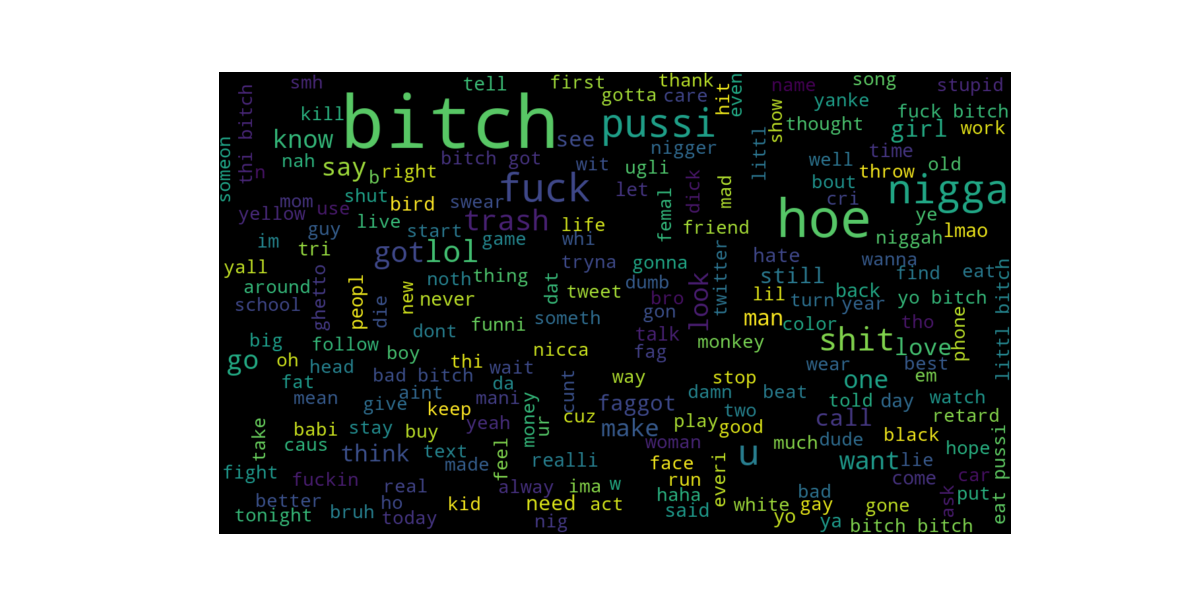 smh
tell
first
thank
song
stupid
thi bitch
kill
bitch
gotta
care
hit
even
name
yanke
fuck bitch
someon
know
see
pussi
show
thought
girl
work
nah
say
b
right
bitch got
wit
ugli
nigger
littl
well
time
throw
old
n
mom
use
shut
bird
swear
fuck
let
femal
dick
mad
bout
cri
nigga
yellow
guy
live
start
trash
life
friend
hoe
ye
lmao
im
tri
got
lol
game
whi
niggah
yall
around
noth
thing
tryna
gonna
hate
still
wanna
find
eat
school
ghetto
peopl
die
new
never
dat
tweet
dumb
bro
look
twitter
lil
turn
year
back
yo bitch
littl bitch
big
follow
boy
dont
funni
someth
gon
talk
man
color
shit
tho
love
phone
go
oh
head
thi
nicca
fag
monkey
wear
best
fat
bad bitch
wait
da
way
stop
one
em
mean
give
aint
keep
mani
cunt
faggot
damn
beat
told
day
watch
take
babi
stay
buy
yeah
money
ur
cuz
make
play
two
good
call
retard
caus
think
text
feel
woman
much
dude
black
hope
fight
made
realli
face
u
want
lie
eat pussi
fuckin
real
alway
ima
w
run
everi
come
car
better
ho
kid
need
act
haha
white
bad
gay
gone
ask
put
tonight
bruh
today
nig
said
yo
ya
bitch bitch